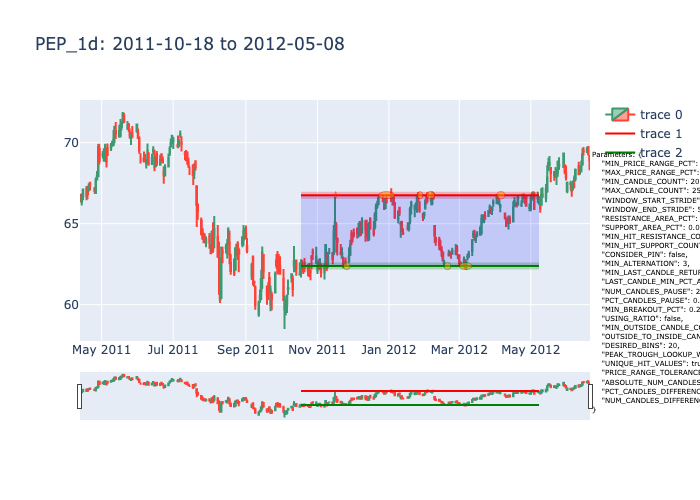 PEP_1d: 2011-10-18 to 2012-05-08
trace 0
trace 1
trace 2
Parameters: {
"MIN_PRICE_RANGE_PCT":
"MAX_PRICE_RANGE_PCT":
"MIN_CANDLE_COUNT": 20
"MAX_CANDLE_COUNT": 25
"WINDOW_START_STRIDE":
"WINDOW_END_STRIDE": 5
"RESISTANCE_AREA_PCT":
"SUPPORT_AREA_PCT": 0.0
"MIN_HIT_RESISTANCE_CO
"MIN_HIT_SUPPORT_COUN
"CONSIDER_PIN": false,
"MIN_ALTERNATION": 3,
"MIN_LAST_CANDLE_RETUR
"LAST_CANDLE_MIN_PCT_A
"NUM_CANDLES_PAUSE": 2
"PCT_CANDLES_PAUSE": 0.
"MIN_BREAKOUT_PCT": 0.2
"USING_RATIO": false,
"MIN_OUTSIDE_CANDLE_CO
"OUTSIDE_TO_INSIDE_CAN
"DESIRED_BINS": 20,
"PEAK_TROUGH_LOOKUP_W
"UNIQUE_HIT_VALUES": tru
"PRICE_RANGE_TOLERANC
"ABSOLUTE_NUM_CANDLES
"PCT_CANDLES_DIFFERENC
"NUM_CANDLES_DIFFERENC
}
70
65
60
May 2011
Jul 2011
Sep 2011
Nov 2011
Jan 2012
Mar 2012
May 2012